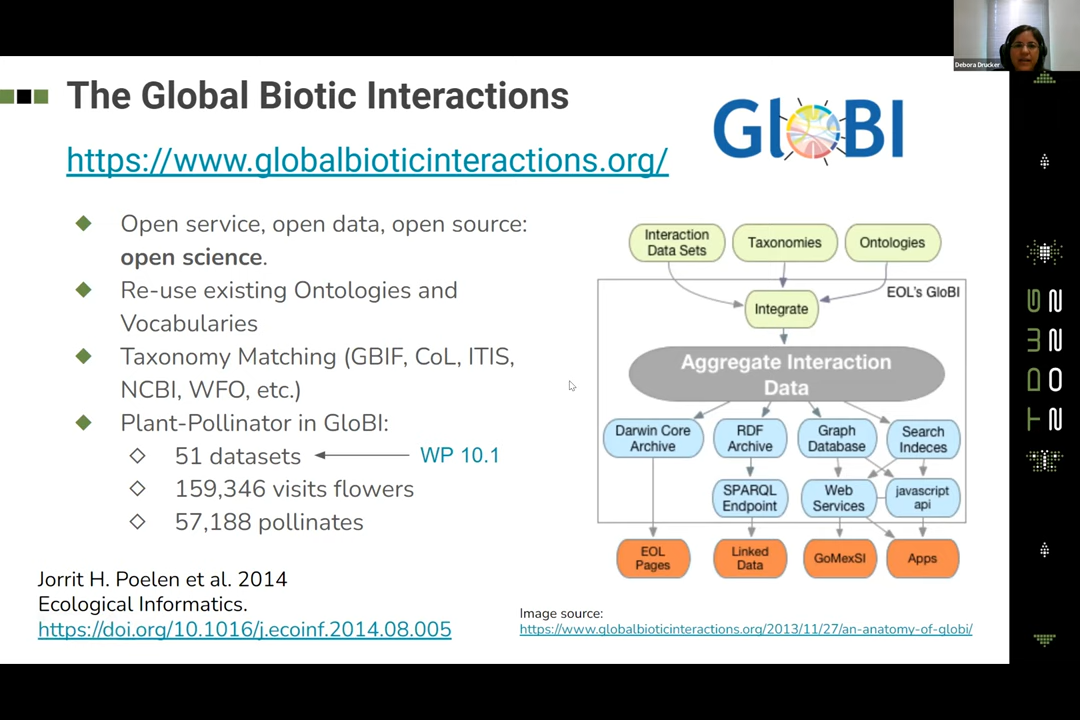 Debora Drucker
The Global Biotic Interactions
https://www.globalbioticinteractions.org/
GloBI
Open service, open data, open source:
open science.
Re-use existing Ontologies and
Vocabularies
Taxonomy Matching (GBIF, CoL, ITIS,
NCBI, WFO, etc.)
Plant-Pollinator in GloBI:
51 datasets
WP 10.1
159,346 visits flowers
57,188 pollinates
Jorrit H. Poelen et al. 2014
Ecological Informatics.
https://doi.org/10.1016/j.ecoinf.2014.08.005
Interaction
Data Sets
Taxonomies
Ontologies
EOL's GloBI
Integrate
Aggregate Interaction
Data
Darwin Core
Archive
RDF
Archive
Graph
Database
Search
Indeces
SPARQL
Endpoint
Web
Services
javascript
api
EOL
Pages
Linked
Data
GoMexSI
Apps
Image source:
https://www.globalbioticinteractions.org/2013/11/27/an-anatomy-of-globi/
TDWG
2020